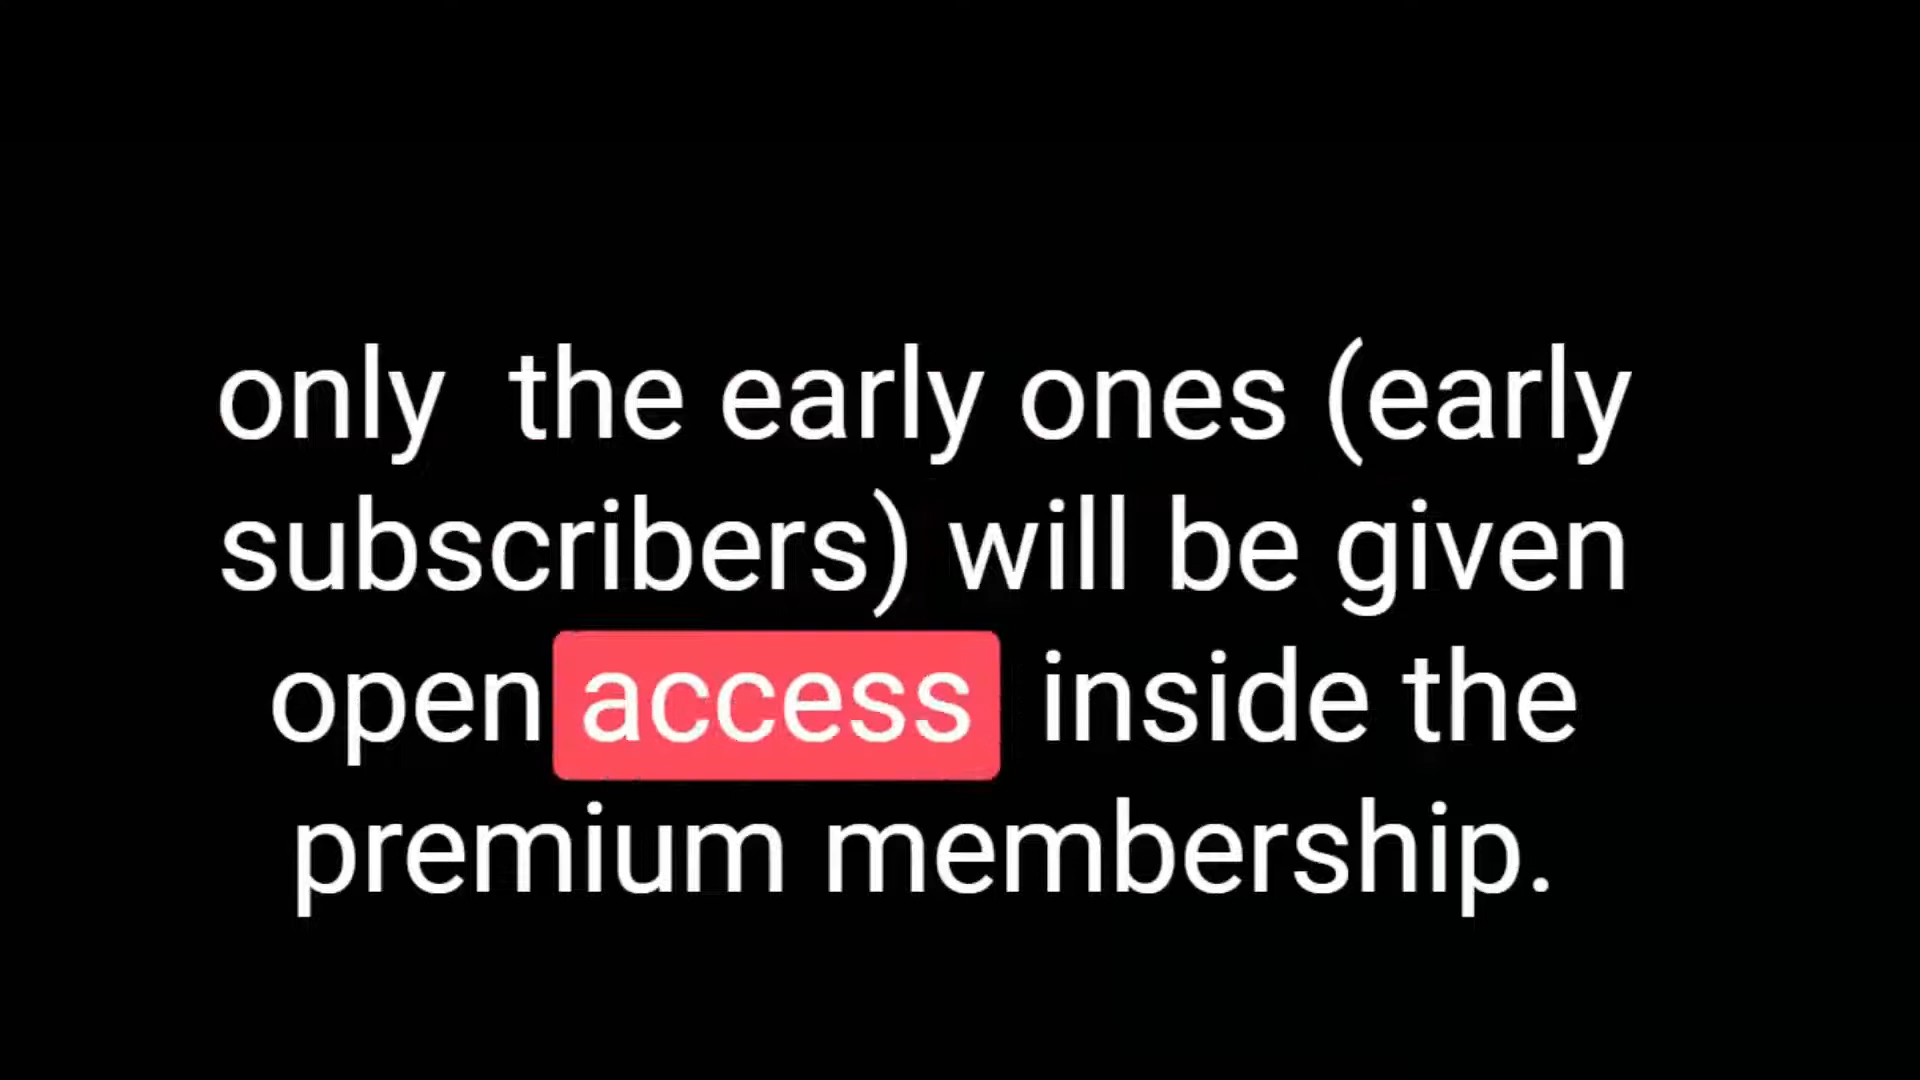 only the early ones (early
subscribers) will be given
open access inside the
premium membership.